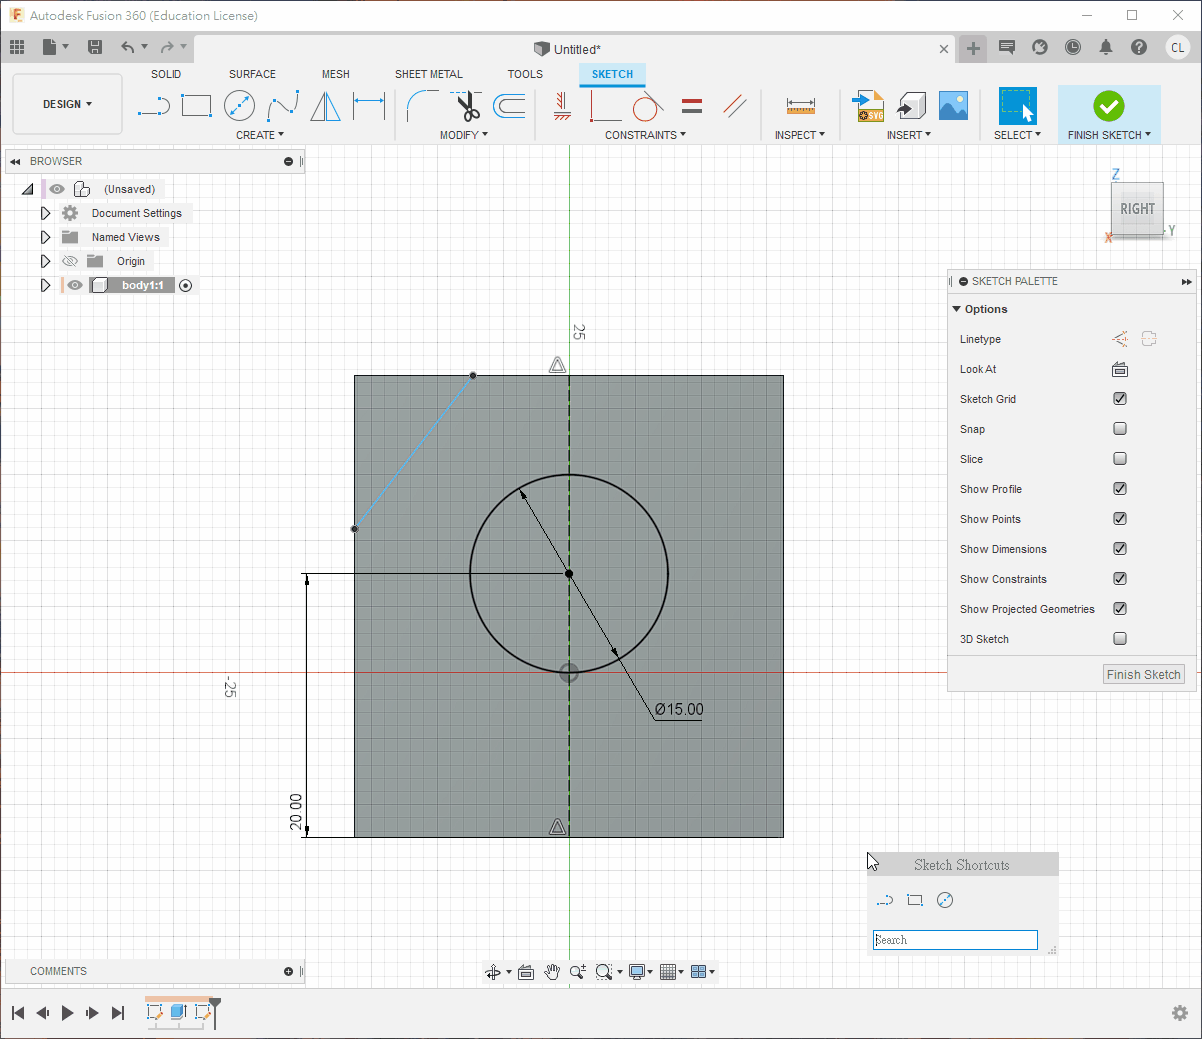 Autodesk Fusion 360 (Education License)
Untitled*
CL
DESIGN
SOLID
SURFACE
MESH
SHEET METAL
TOOLS
SKETCH
CREATE
MODIFY
CONSTRAINTS
INSPECT
SVG
INSERT
SELECT
FINISH SKETCH
BROWSER
(Unsaved)
Document Settings
Named Views
Origin
body1:1
Z
RIGHT
X
Y
SKETCH PALETTE
Options
Linetype
Look At
Sketch Grid
Snap
Slice
Show Profile
Show Points
Show Dimensions
Show Constraints
Show Projected Geometries
3D Sketch
Finish Sketch
25
-25
Ø15.00
20.00
Sketch Shortcuts
Search
COMMENTS